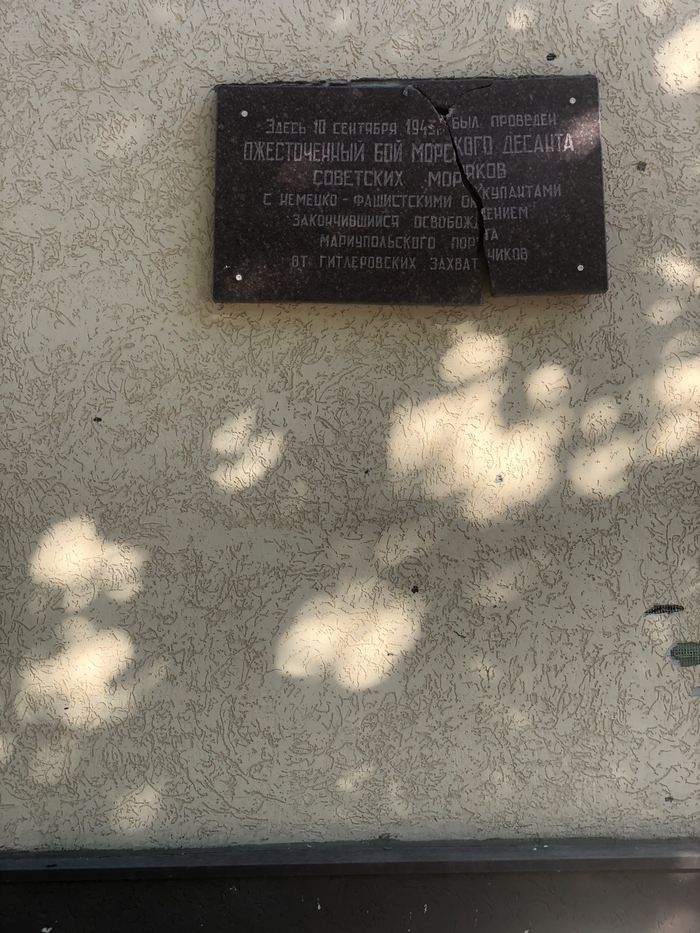 Здесь 10 сентября 1943г. был проведен
ожесточенный бой морского десанта
советских моряков
с немецко-фашистскими оккупантами
закончившийся освобождением
Мариупольского порта
от гитлеровских захватчиков